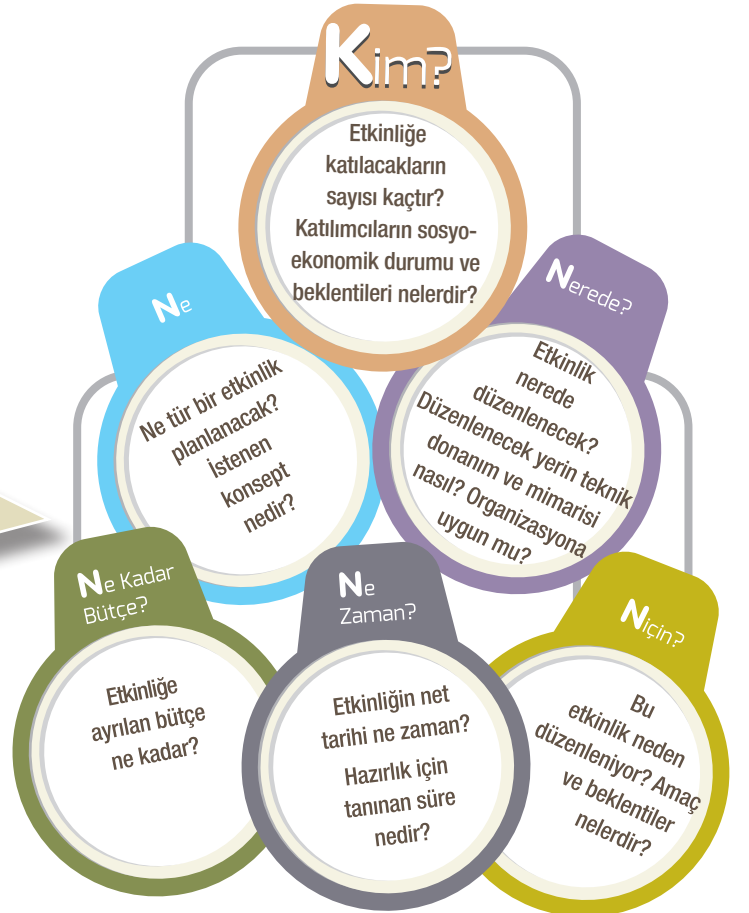 Kim?
Etkinliğe
katılacakların
sayısı kaçtır?
Katılımcıların sosyo-
ekonomik durumu ve
beklentileri nelerdir?
Ne
Ne tür bir etkinlik
planlanacak?
İstenen
konsept
nedir?
Nerede?
Etkinlik
nerede
düzenlenecek?
Düzenlenecek yerin teknik
donanım ve mimarisi
nasıl? Organizasyona
uygun mu?
Ne Kadar
Bütçe?
Etkinliğe
ayrılan bütçe
ne kadar?
Ne
Zaman?
Etkinliğin net
tarihi ne zaman?
Hazırlık için
tanınan süre
nedir?
Niçin?
Bu
etkinlik neden
düzenleniyor? Amaç
ve beklentiler
nelerdir?